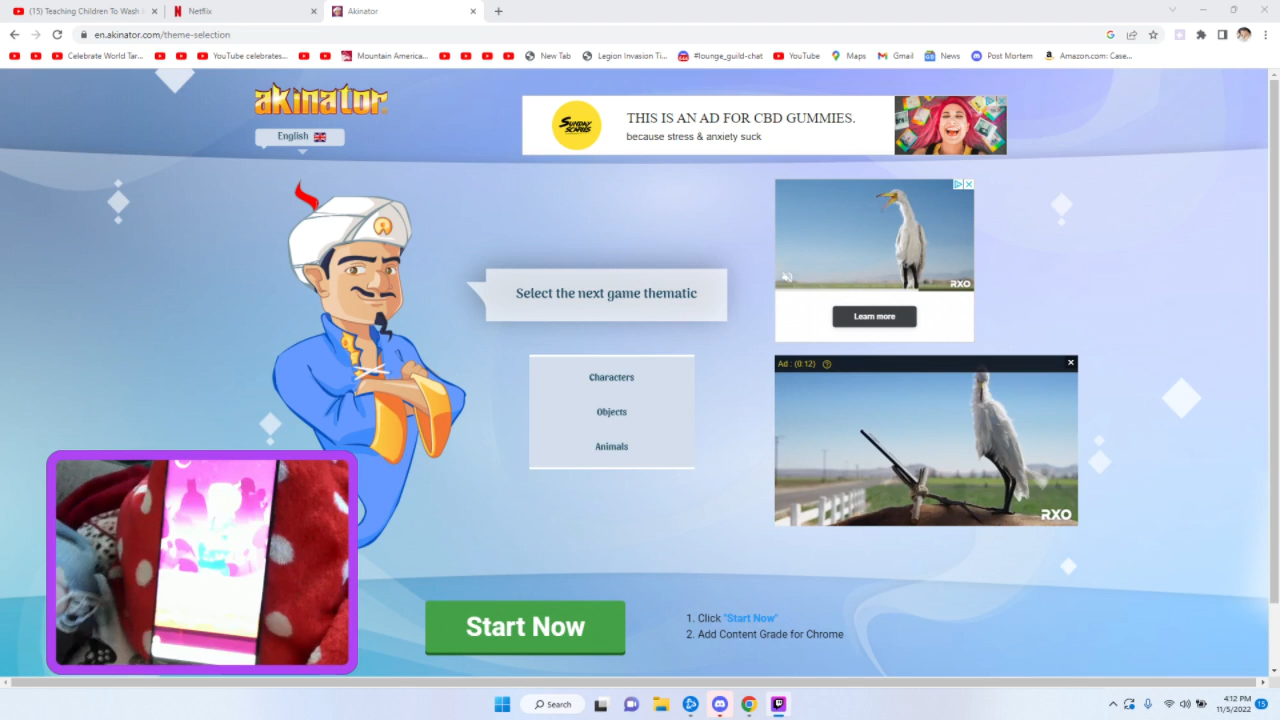 (15) Teaching Children To Wash
Netflix
Akinator
en.akinator.com/theme-selection
Celebrate World Tar...
YouTube celebrates...
Mountain America...
New Tab
Legion Invasion Ti...
#lounge_guild-chat
YouTube
Maps
Gmail
News
Post Mortem
Amazon.com: Case...
akinator
English
SUNDAY SCARIES
THIS IS AN AD FOR CBD GUMMIES.
because stress & anxiety suck
RXO
Learn more
Select the next game thematic
Characters
Objects
Animals
Ad : (0:12)
RXO
Start Now
1. Click "Start Now"
2. Add Content Grade for Chrome
Search
4:12 PM
11/5/2022
15